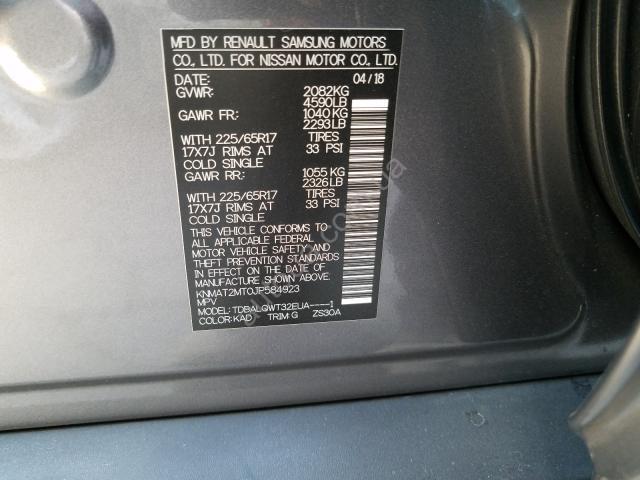 MFD BY RENAULT SAMSUNG MOTORS
CO., LTD. FOR NISSAN MOTOR CO. LTD.
DATE: 04/18
GVWR: 2082KG
4590LB
GAWR FR: 1040KG
2293LB
WITH 225/65R17 TIRES
17X7J RIMS AT 33 PSI
COLD SINGLE
GAWR RR: 1055KG
2326LB
WITH 225/65R17 TIRES
17X7J RIMS AT 33 PSI
COLD SINGLE
THIS VEHICLE CONFORMS TO
ALL APPLICABLE FEDERAL
MOTOR VEHICLE SAFETY AND
THEFT PREVENTION STANDARDS
IN EFFECT ON THE DATE OF
MANUFACTURE SHOWN ABOVE.
KNMAT2MT0JP584923
MPV
MODEL: TDBALGWT32EUA----1
COLOR: KAD TRIM: G ZS30A